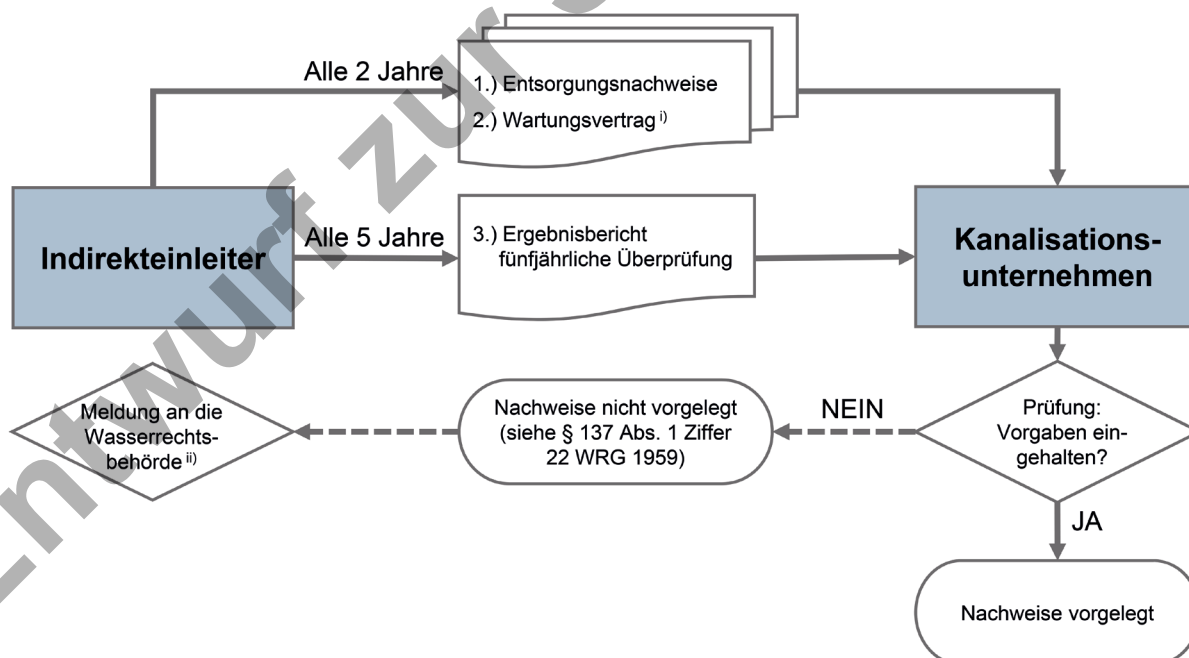 Alle 2 Jahre
1.) Entsorgungsnachweise
2.) Wartungsvertrag i)
Indirekteinleiter
Alle 5 Jahre
3.) Ergebnisbericht
fünfjährliche Überprüfung
Kanalisations-
unternehmen
Meldung an die
Wasserrechts-
behörde ii)
Nachweise nicht vorgelegt
(siehe § 137 Abs. 1 Ziffer
22 WRG 1959)
NEIN
Prüfung:
Vorgaben ein-
gehalten?
JA
Nachweise vorgelegt
Entwurf zur